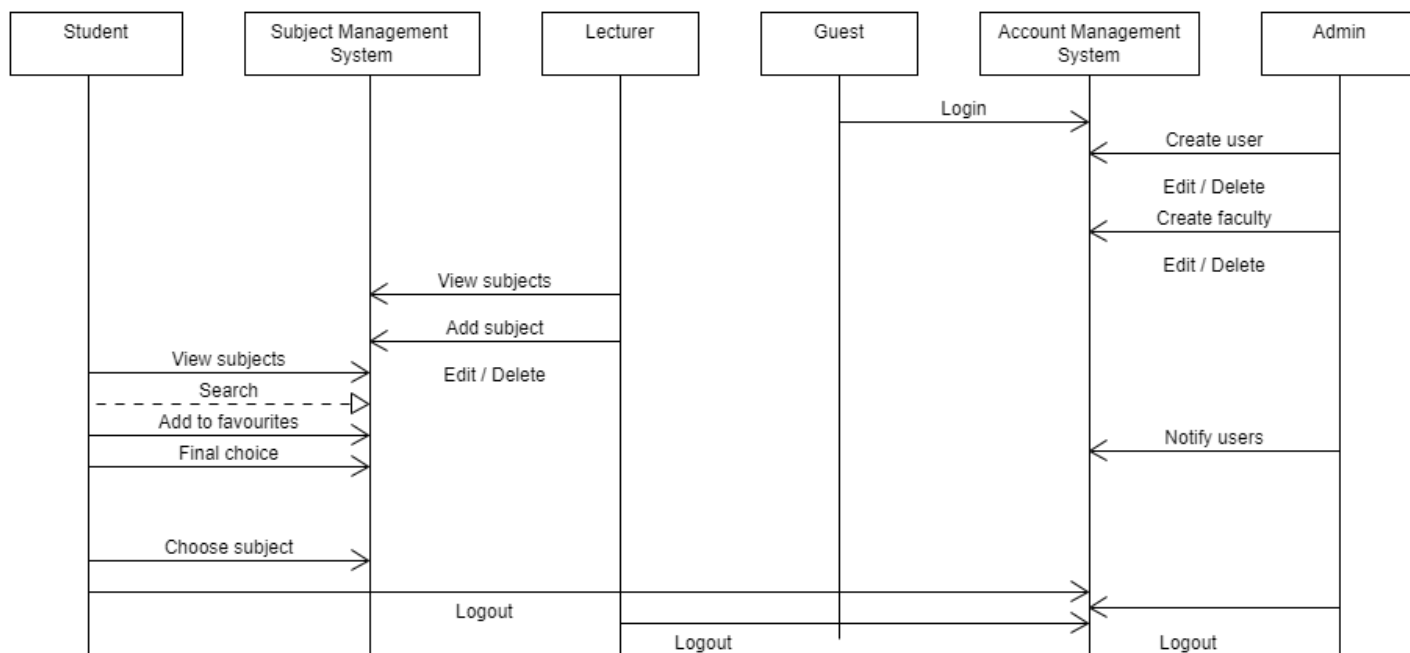 Student
Subject Management
System
Lecturer
Guest
Account Management
System
Admin
Login
Create user
Edit / Delete
Create faculty
Edit / Delete
View subjects
Add subject
View subjects
Edit / Delete
Search
Add to favourites
Notify users
Final choice
Choose subject
Logout
Logout
Logout